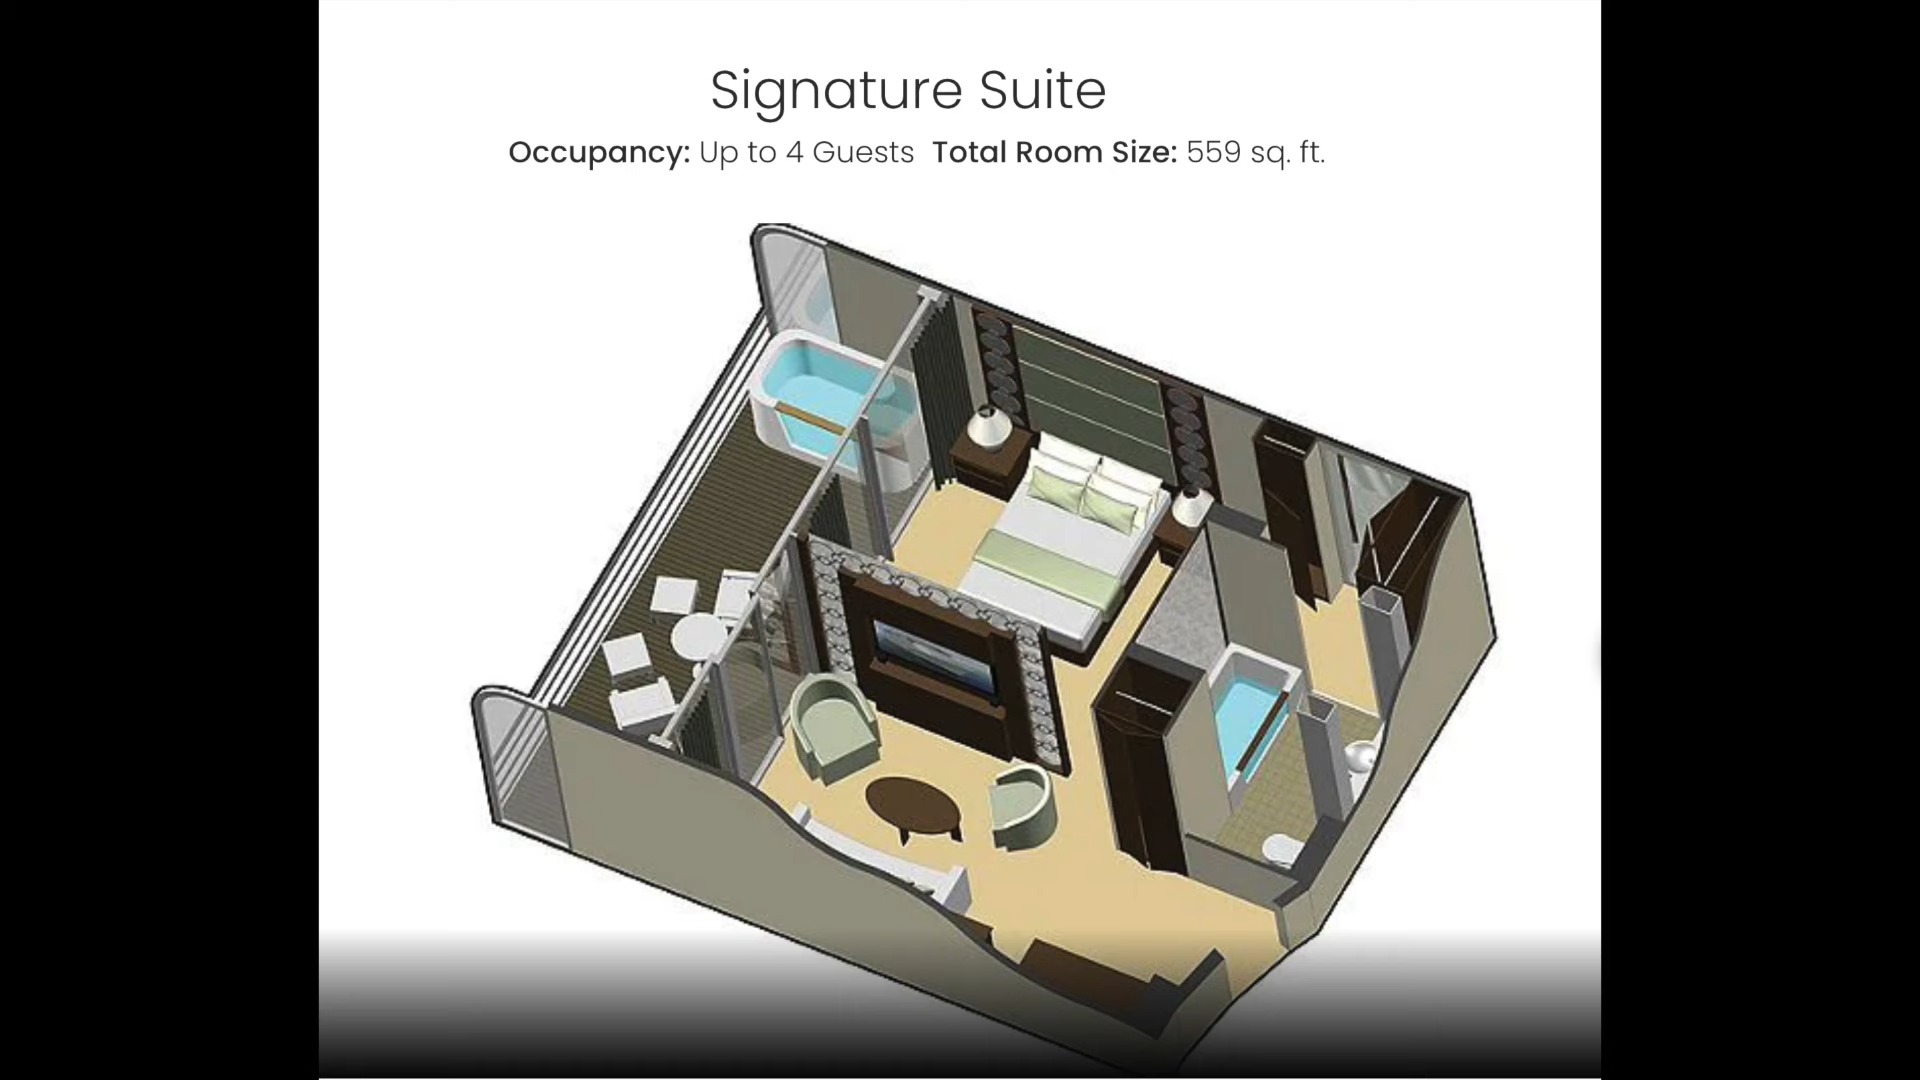 Signature Suite
Occupancy: Up to 4 Guests Total Room Size: 559 sq. ft.